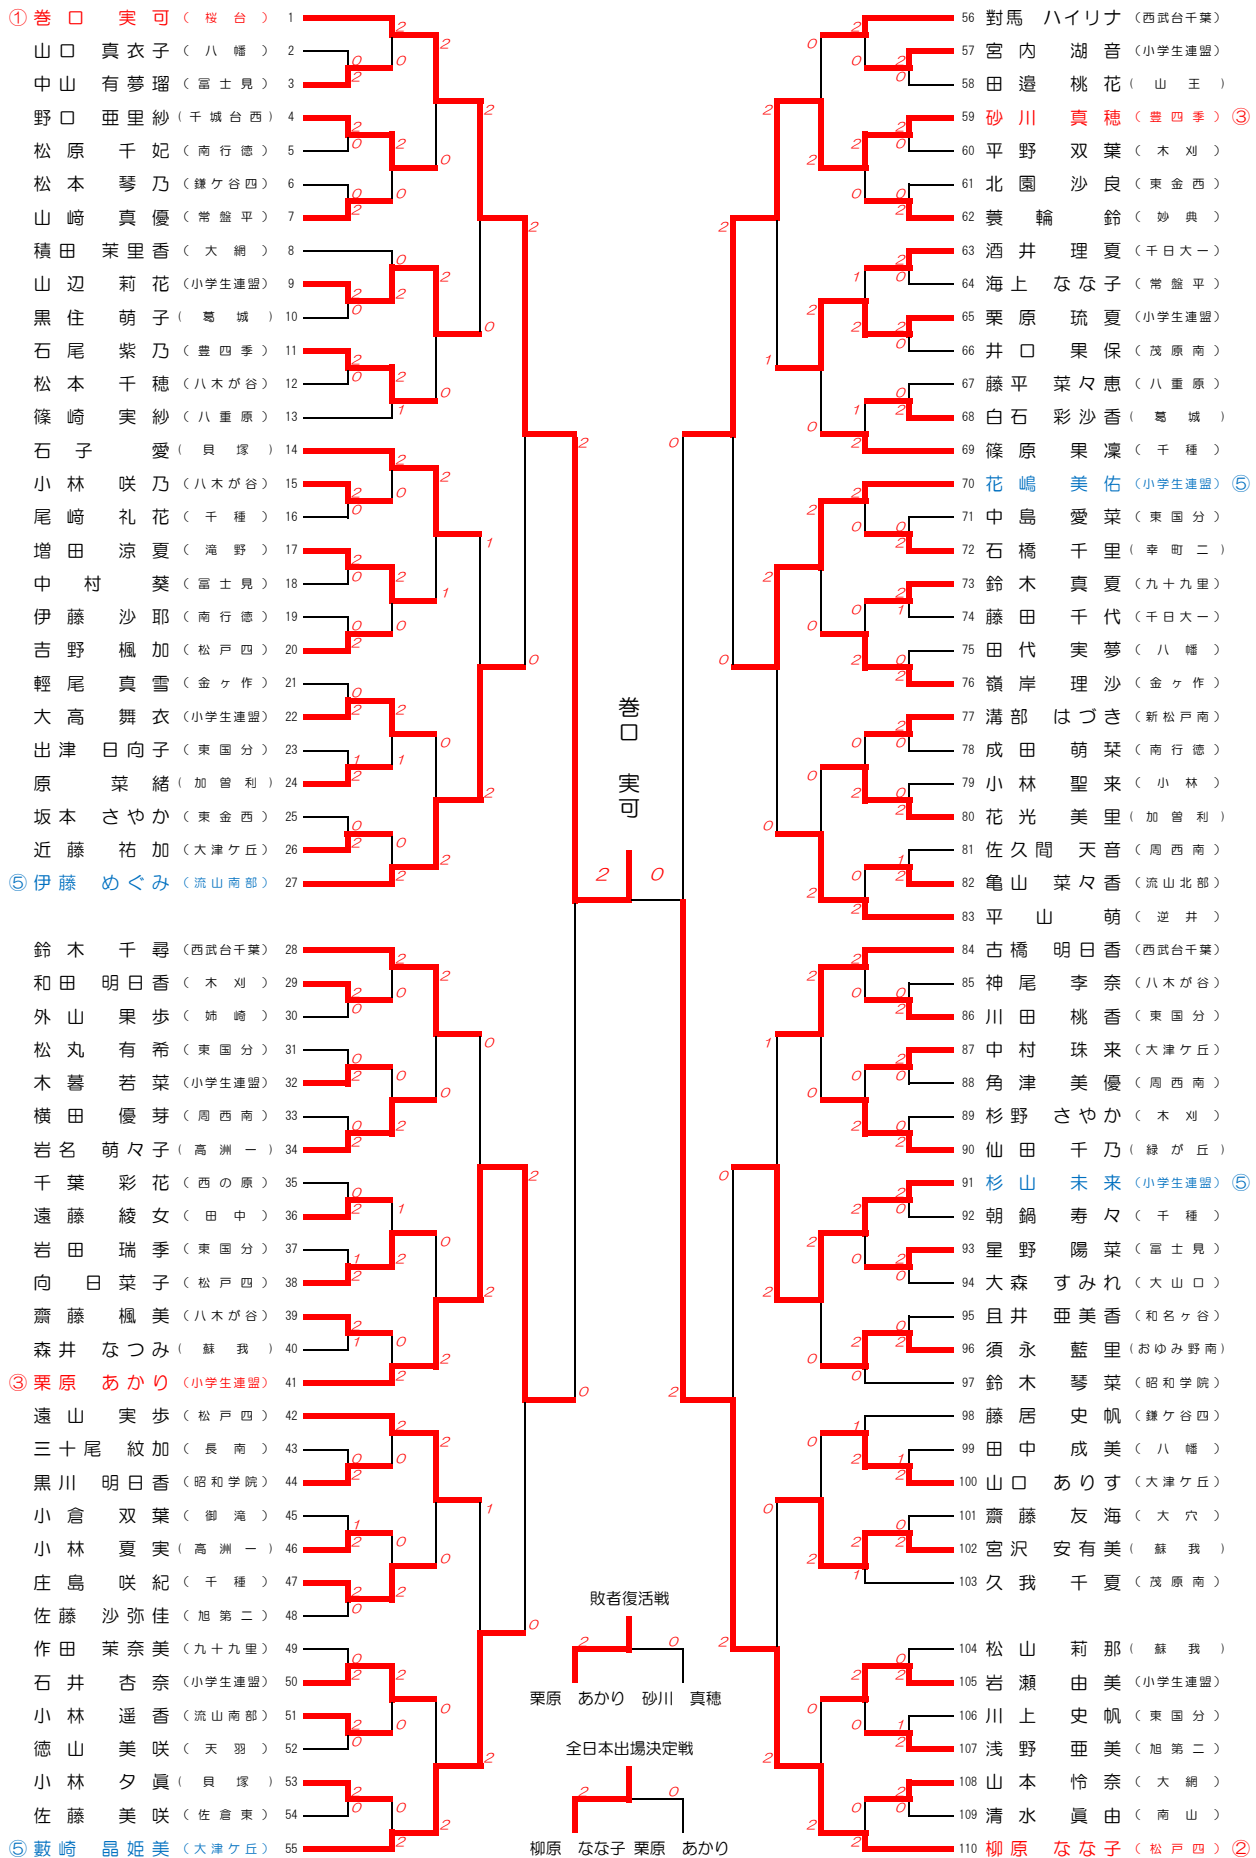 ① 巻口 実可 (桜台) 1
山口 真衣子 (八幡) 2
中山 有夢瑠 (冨士見) 3
野口 亜里紗 (千城台西) 4
松原 千妃 (南行徳) 5
松本 琴乃 (鎌ケ谷四) 6
山﨑 真優 (常盤平) 7
積田 茉里香 (大網) 8
山辺 莉花 (小学生連盟) 9
黒住 萌子 (葛城) 10
石尾 紫乃 (豊四季) 11
松本 千穂 (八木が谷) 12
篠崎 実紗 (八重原) 13
石子 愛 (貝塚) 14
小林 咲乃 (八木が谷) 15
尾﨑 礼花 (千種) 16
増田 涼夏 (滝野) 17
中村 葵 (冨士見) 18
伊藤 沙耶 (南行徳) 19
吉野 楓加 (松戸四) 20
輕尾 真雪 (金ヶ作) 21
大高 舞衣 (小学生連盟) 22
出津 日向子 (東国分) 23
原 菜緒 (加曽利) 24
坂本 さやか (東金西) 25
近藤 祐加 (大津ケ丘) 26
⑤ 伊藤 めぐみ (流山南部) 27
鈴木 千尋 (西武台千葉) 28
和田 明日香 (木刈) 29
外山 果歩 (姉崎) 30
松丸 有希 (東国分) 31
木暮 若菜 (小学生連盟) 32
横田 優芽 (周西南) 33
岩名 萌々子 (高洲一) 34
千葉 彩花 (西の原) 35
遠藤 綾女 (田中) 36
岩田 瑞季 (東国分) 37
向 日菜子 (松戸四) 38
齋藤 楓美 (八木が谷) 39
森井 なつみ (蘇我) 40
③ 栗原 あかり (小学生連盟) 41
遠山 実歩 (松戸四) 42
三十尾 紋加 (長南) 43
黒川 明日香 (昭和学院) 44
小倉 双葉 (御滝) 45
小林 夏実 (高洲一) 46
庄島 咲紀 (千種) 47
佐藤 沙弥佳 (旭第二) 48
作田 茉奈美 (九十九里) 49
石井 杏奈 (小学生連盟) 50
小林 遥香 (流山南部) 51
徳山 美咲 (天羽) 52
小林 夕眞 (貝塚) 53
佐藤 美咲 (佐倉東) 54
⑤ 藪崎 晶姫美 (大津ケ丘) 55
巻口 実可
2 0
敗者復活戦
2 0
栗原 あかり 砂川 真穂
全日本出場決定戦
2 0
柳原 なな子 栗原 あかり
56 對馬 ハイリナ (西武台千葉)
57 宮内 湖音 (小学生連盟)
58 田邉 桃花 (山王)
59 砂川 真穂 (豊四季) ③
60 平野 双葉 (木刈)
61 北園 沙良 (東金西)
62 蓑輪 鈴 (妙典)
63 酒井 理夏 (千日大一)
64 海上 なな子 (常盤平)
65 栗原 琉夏 (小学生連盟)
66 井口 果保 (茂原南)
67 藤平 菜々恵 (八重原)
68 白石 彩沙香 (葛城)
69 篠原 果凜 (千種)
70 花嶋 美佑 (小学生連盟) ⑤
71 中島 愛菜 (東国分)
72 石橋 千里 (幸町二)
73 鈴木 真夏 (九十九里)
74 藤田 千代 (千日大一)
75 田代 実夢 (八幡)
76 嶺岸 理沙 (金ヶ作)
77 溝部 はづき (新松戸南)
78 成田 萌栞 (南行徳)
79 小林 聖来 (小林)
80 花光 美里 (加曽利)
81 佐久間 天音 (周西南)
82 亀山 菜々香 (流山北部)
83 平山 萌 (逆井)
84 古橋 明日香 (西武台千葉)
85 神尾 李奈 (八木が谷)
86 川田 桃香 (東国分)
87 中村 珠来 (大津ケ丘)
88 角津 美優 (周西南)
89 杉野 さやか (木刈)
90 仙田 千乃 (緑が丘)
91 杉山 未来 (小学生連盟) ⑤
92 朝鍋 寿々 (千種)
93 星野 陽菜 (冨士見)
94 大森 すみれ (大山口)
95 且井 亜美香 (和名ヶ谷)
96 須永 藍里 (おゆみ野南)
97 鈴木 琴菜 (昭和学院)
98 藤居 史帆 (鎌ケ谷四)
99 田中 成美 (八幡)
100 山口 ありす (大津ケ丘)
101 齋藤 友海 (大穴)
102 宮沢 安有美 (蘇我)
103 久我 千夏 (茂原南)
104 松山 莉那 (蘇我)
105 岩瀬 由美 (小学生連盟)
106 川上 史帆 (東国分)
107 浅野 亜美 (旭第二)
108 山本 怜奈 (大網)
109 清水 眞由 (南山)
110 柳原 なな子 (松戸四) ②